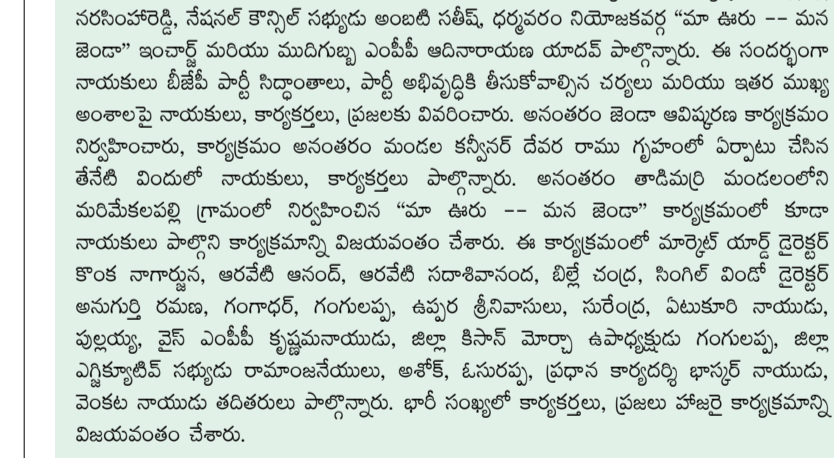 నరసింహారెడ్డి, నేషనల్ కౌన్సిల్ సభ్యుడు అంబటి సతీష్, ధర్మవరం నియోజకవర్గ “మా ఊరు -- మన
జెండా” ఇంచార్జ్ మరియు ముదిగుబ్బ ఎంపీపీ ఆదినారాయణ యాదవ్ పాల్గొన్నారు. ఈ సందర్భంగా
నాయకులు బీజేపీ పార్టీ సిద్ధాంతాలు, పార్టీ అభివృద్ధికి తీసుకోవాల్సిన చర్యలు మరియు ఇతర ముఖ్య
అంశాలపై నాయకులు, కార్యకర్తలు, ప్రజలకు వివరించారు. అనంతరం జెండా ఆవిష్కరణ కార్యక్రమం
నిర్వహించారు, కార్యక్రమం అనంతరం మండల కన్వీనర్ దేవర రాము గృహంలో ఏర్పాటు చేసిన
తేనేటి విందులో నాయకులు, కార్యకర్తలు పాల్గొన్నారు. అనంతరం తాడిమర్రి మండలంలోని
మరిమేకలపల్లి గ్రామంలో నిర్వహించిన “మా ఊరు -- మన జెండా” కార్యక్రమంలో కూడా
నాయకులు పాల్గొని కార్యక్రమాన్ని విజయవంతం చేశారు. ఈ కార్యక్రమంలో మార్కెట్ యార్డ్ డైరెక్టర్
కొంక నాగార్జున, ఆరవేటి ఆనంద్, ఆరవేటి సదాశివానంద, బిల్లే చంద్ర, సింగిల్ విండో డైరెక్టర్
అనుగుర్తి రమణ, గంగాధర్, గంగులప్ప, ఉప్పర శ్రీనివాసులు, సురేంద్ర, ఏటుకూరి నాయుడు,
పుల్లయ్య, వైస్ ఎంపీపీ కృష్ణమనాయుడు, జిల్లా కిసాన్ మోర్చా ఉపాధ్యక్షుడు గంగులప్ప, జిల్లా
ఎగ్జిక్యూటివ్ సభ్యుడు రామాంజనేయులు, అశోక్, ఓసురప్ప, ప్రధాన కార్యదర్శి భాస్కర్ నాయుడు,
వెంకట నాయుడు తదితరులు పాల్గొన్నారు. భారీ సంఖ్యలో కార్యకర్తలు, ప్రజలు హాజరై కార్యక్రమాన్ని
విజయవంతం చేశారు.